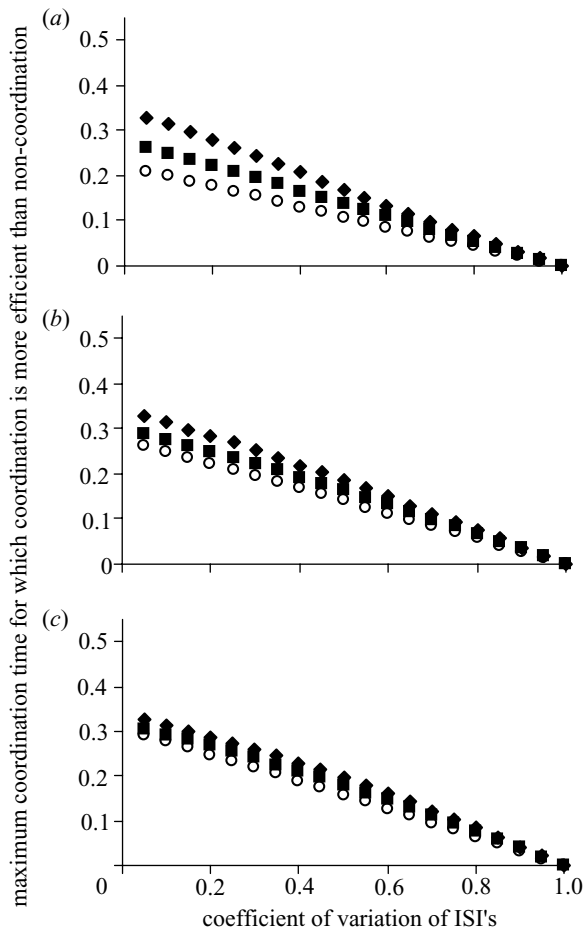 maximum coordination time for which coordination is more efficient than non-coordination
(a)
0.5
0.4
0.3
0.2
0.1
0
(b)
0.5
0.4
0.3
0.2
0.1
0
(c)
0.5
0.4
0.3
0.2
0.1
0 0.2 0.4 0.6 0.8 1.0
coefficient of variation of ISI's